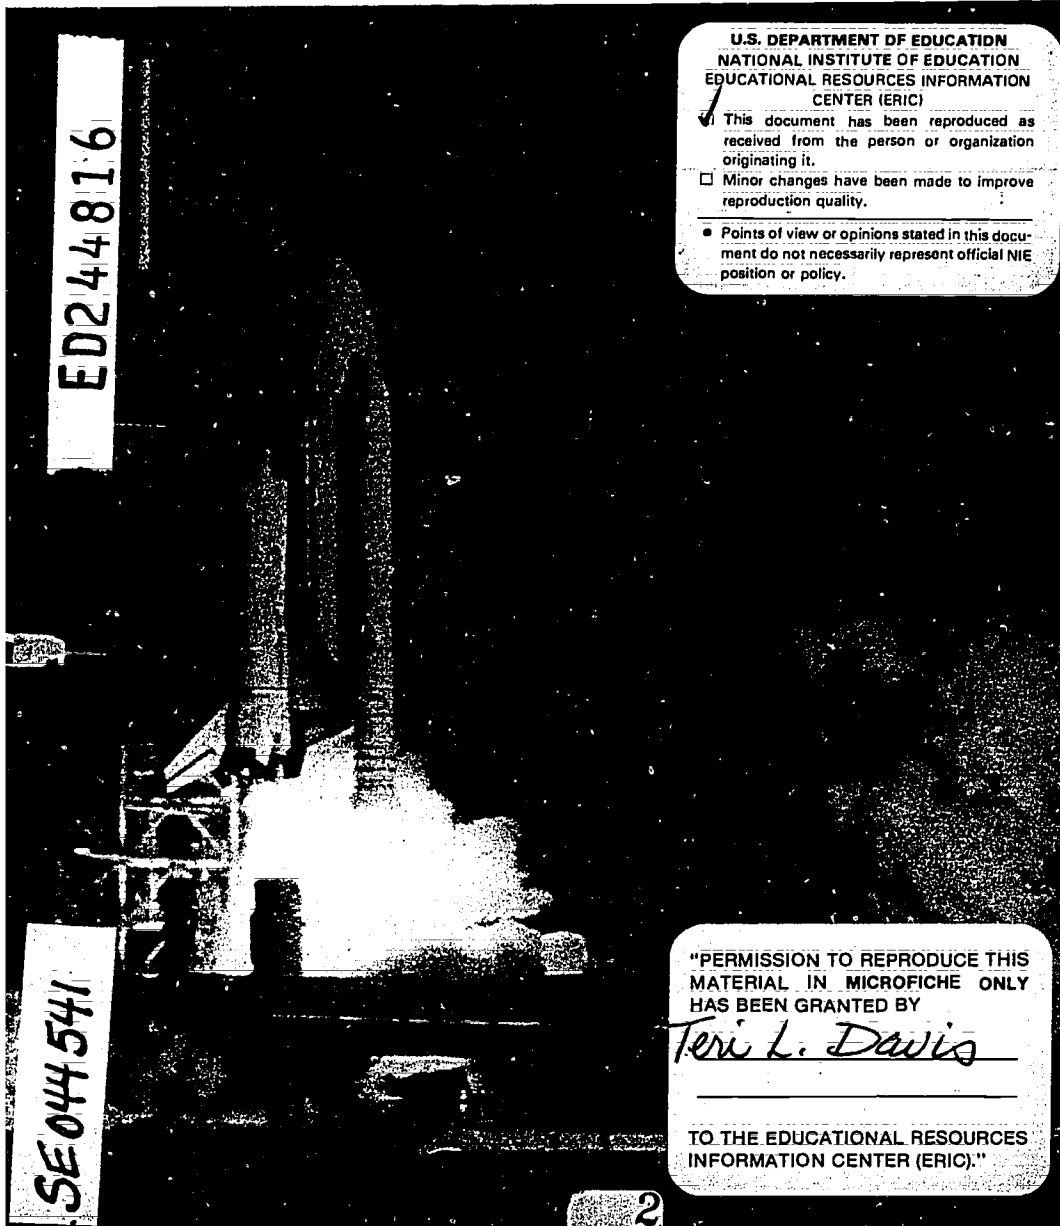 ED244816
U.S. DEPARTMENT OF EDUCATION
NATIONAL INSTITUTE OF EDUCATION
EDUCATIONAL RESOURCES INFORMATION
CENTER (ERIC)
This document has been reproduced as
received from the person or organization
originating it.
□ Minor changes have been made to improve
reproduction quality.
• Points of view or opinions stated in this docu-
ment do not necessarily represent official NIE
position or policy.
SE044541
"PERMISSION TO REPRODUCE THIS
MATERIAL IN MICROFICHE ONLY
HAS BEEN GRANTED BY
Teri L. Davis
TO THE EDUCATIONAL RESOURCES
INFORMATION CENTER (ERIC)."
2